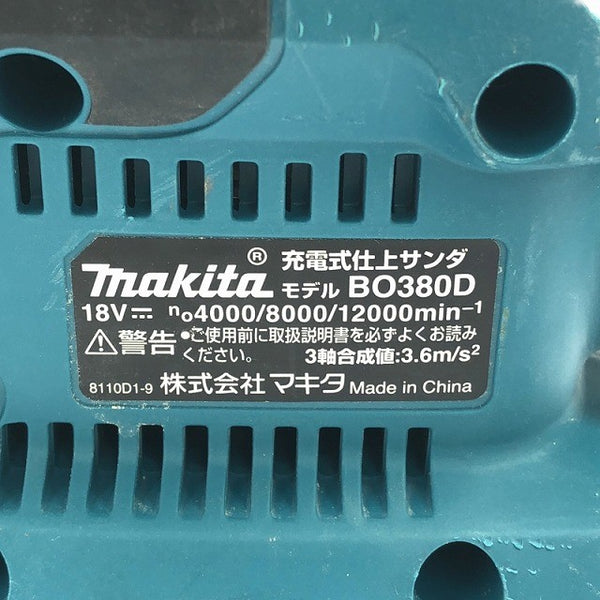 makita® 充電式仕上サンダ
モデル BO380D
18V⎓ n₀4000/8000/12000min⁻¹
⚠警告 •ご使用前に取扱説明書を必ずよくお読み
ください。 3軸合成値:3.6m/s²
8110D1-9 株式会社 マキタ Made in China